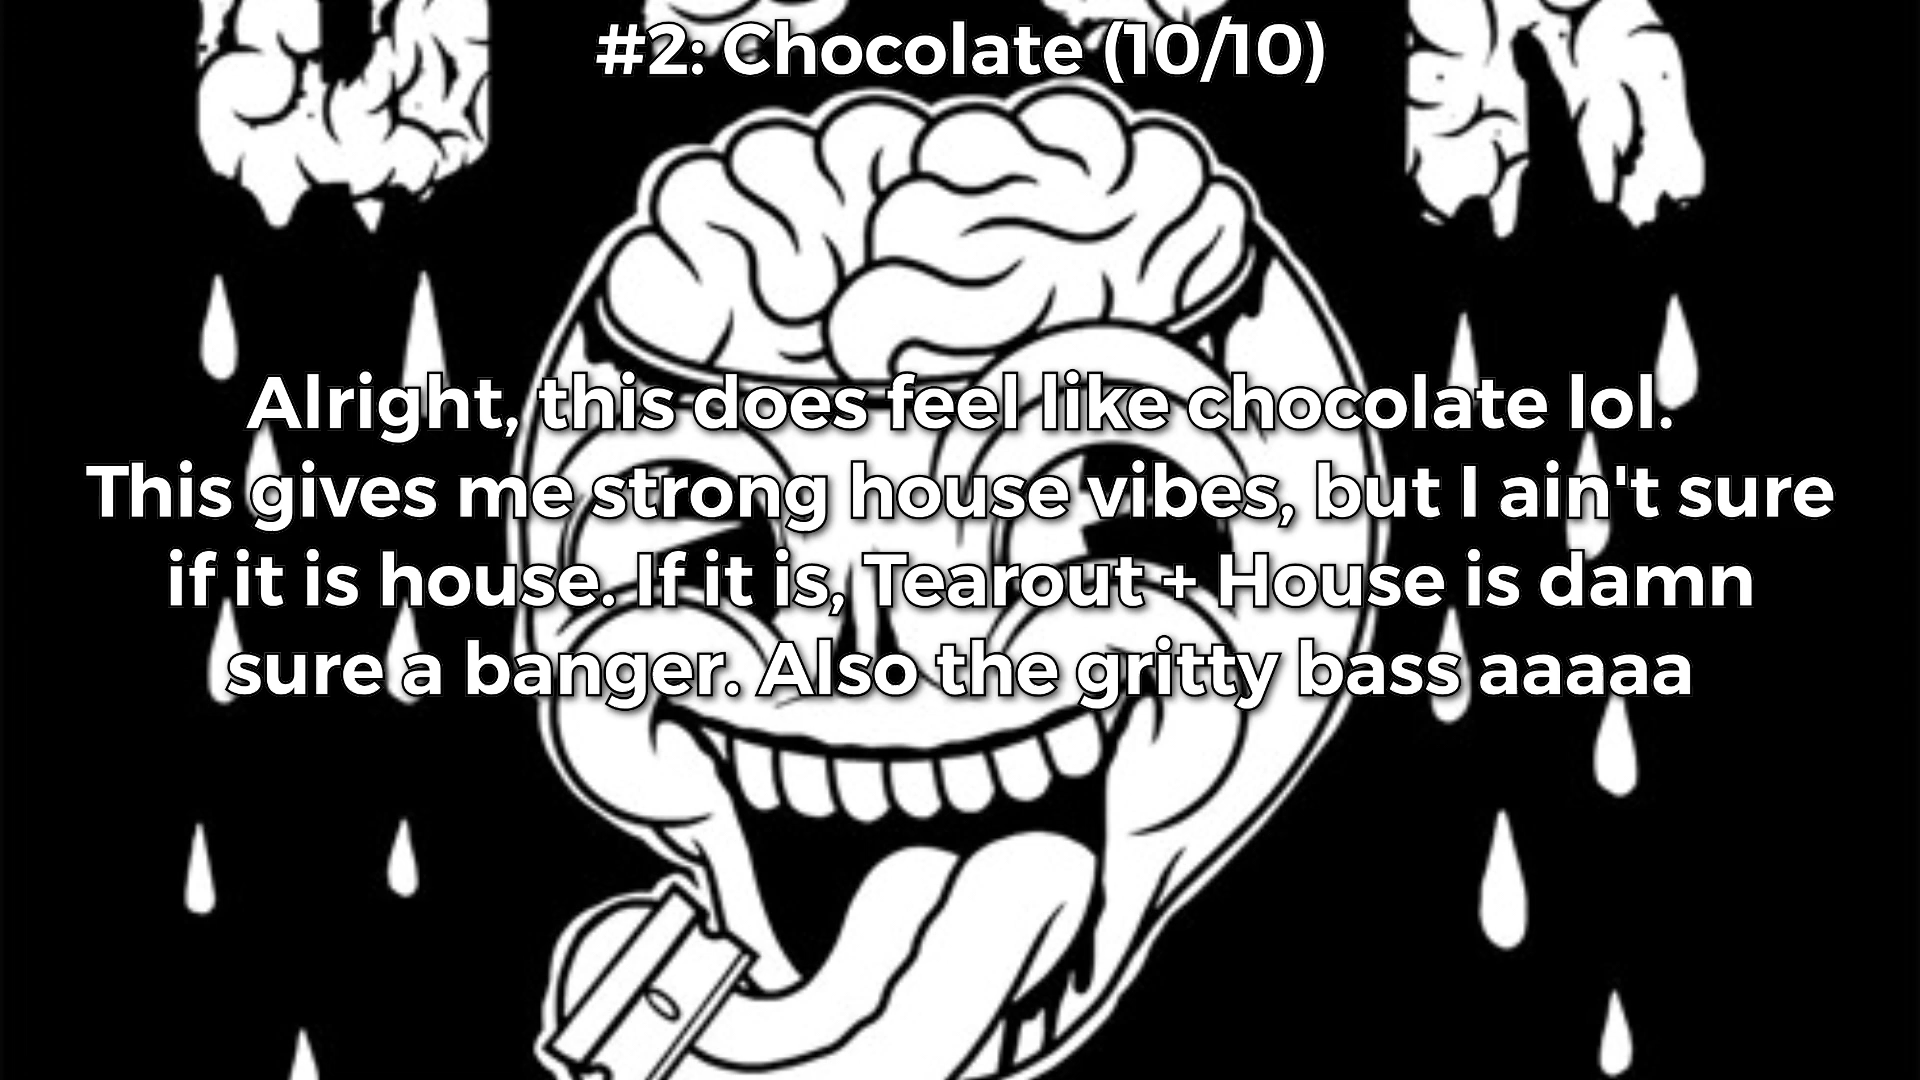 #2: Chocolate (10/10)
Alright, this does feel like chocolate lol.
This gives me strong house vibes, but I ain't sure
if it is house. If it is, Tearout + House is damn
sure a banger. Also the gritty bass aaaaa